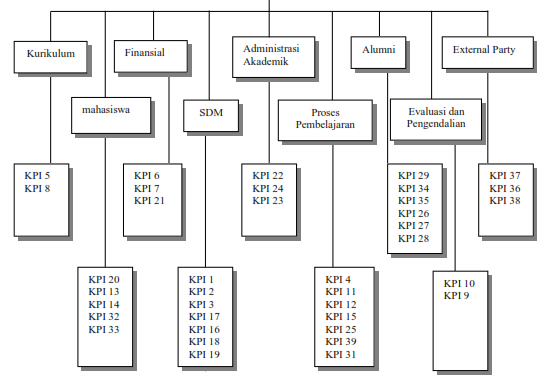 Kurikulum
Finansial
Administrasi
Akademik
Alumni
External Party
mahasiswa
SDM
Proses
Pembelajaran
Evaluasi dan
Pengendalian
KPI 5
KPI 8
KPI 6
KPI 7
KPI 21
KPI 22
KPI 24
KPI 23
KPI 29
KPI 34
KPI 35
KPI 26
KPI 27
KPI 28
KPI 37
KPI 36
KPI 38
KPI 20
KPI 13
KPI 14
KPI 32
KPI 33
KPI 1
KPI 2
KPI 3
KPI 17
KPI 16
KPI 18
KPI 19
KPI 4
KPI 11
KPI 12
KPI 15
KPI 25
KPI 39
KPI 31
KPI 10
KPI 9